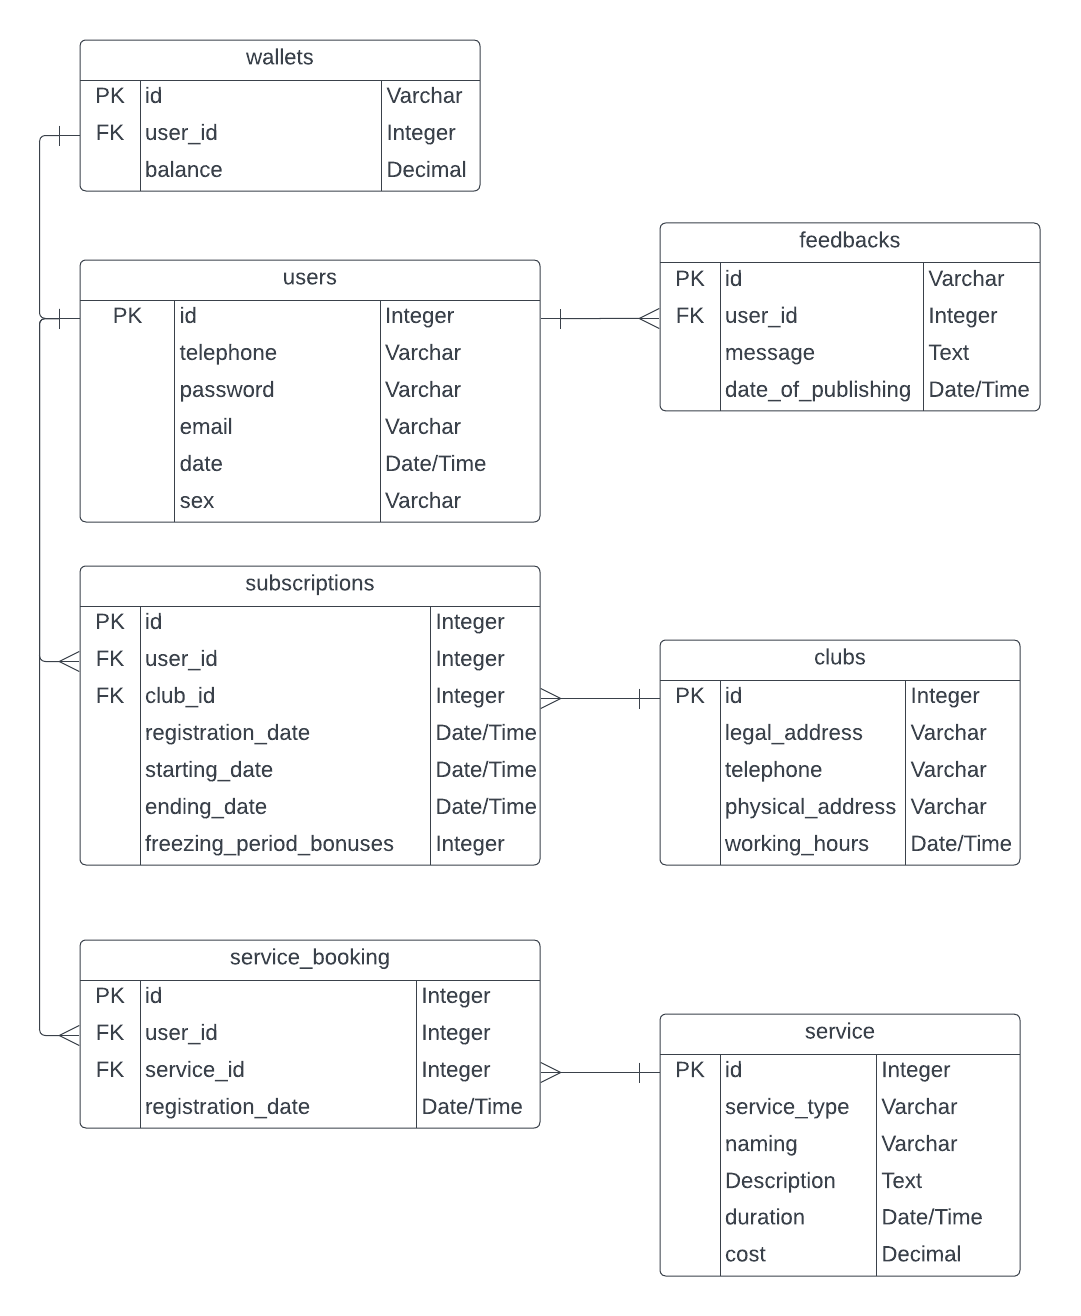 wallets
PK id Varchar
FK user_id Integer
balance Decimal
users
PK id Integer
telephone Varchar
password Varchar
email Varchar
date Date/Time
sex Varchar
feedbacks
PK id Varchar
FK user_id Integer
message Text
date_of_publishing Date/Time
subscriptions
PK id Integer
FK user_id Integer
FK club_id Integer
registration_date Date/Time
starting_date Date/Time
ending_date Date/Time
freezing_period_bonuses Integer
clubs
PK id Integer
legal_address Varchar
telephone Varchar
physical_address Varchar
working_hours Date/Time
service_booking
PK id Integer
FK user_id Integer
FK service_id Integer
registration_date Date/Time
service
PK id Integer
service_type Varchar
naming Varchar
Description Text
duration Date/Time
cost Decimal